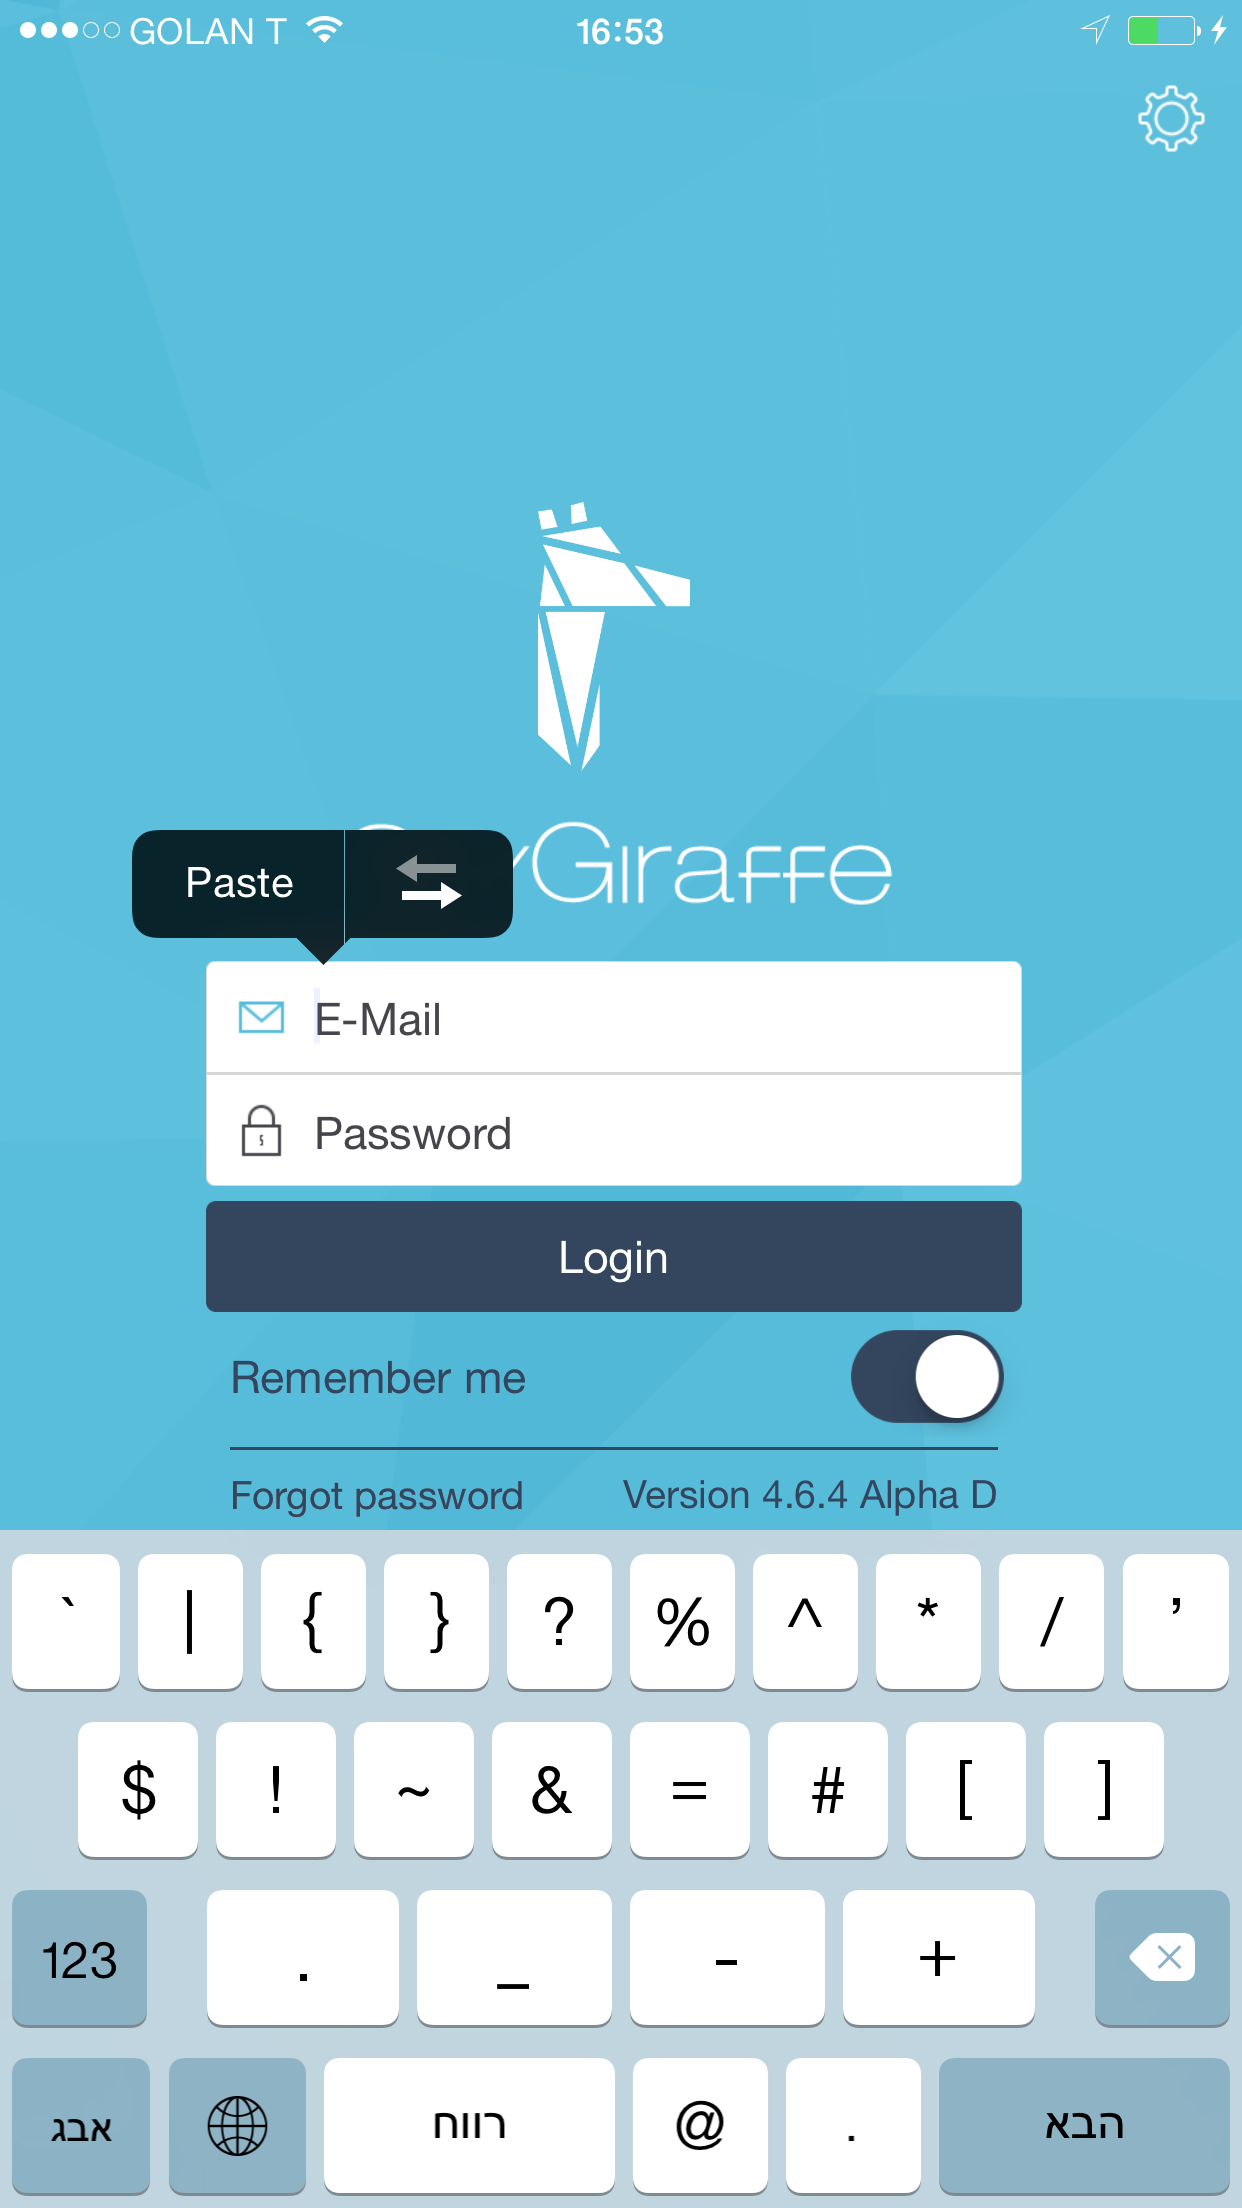 GOLAN T 16:53
Giraffe
Paste
E-Mail
Password
Login
Remember me
Forgot password Version 4.6.4 Alpha D
` | { } ? % ^ * / ’
$ ! ~ & = # [ ]
123 . _ - +
אבג רווח @ . הבא